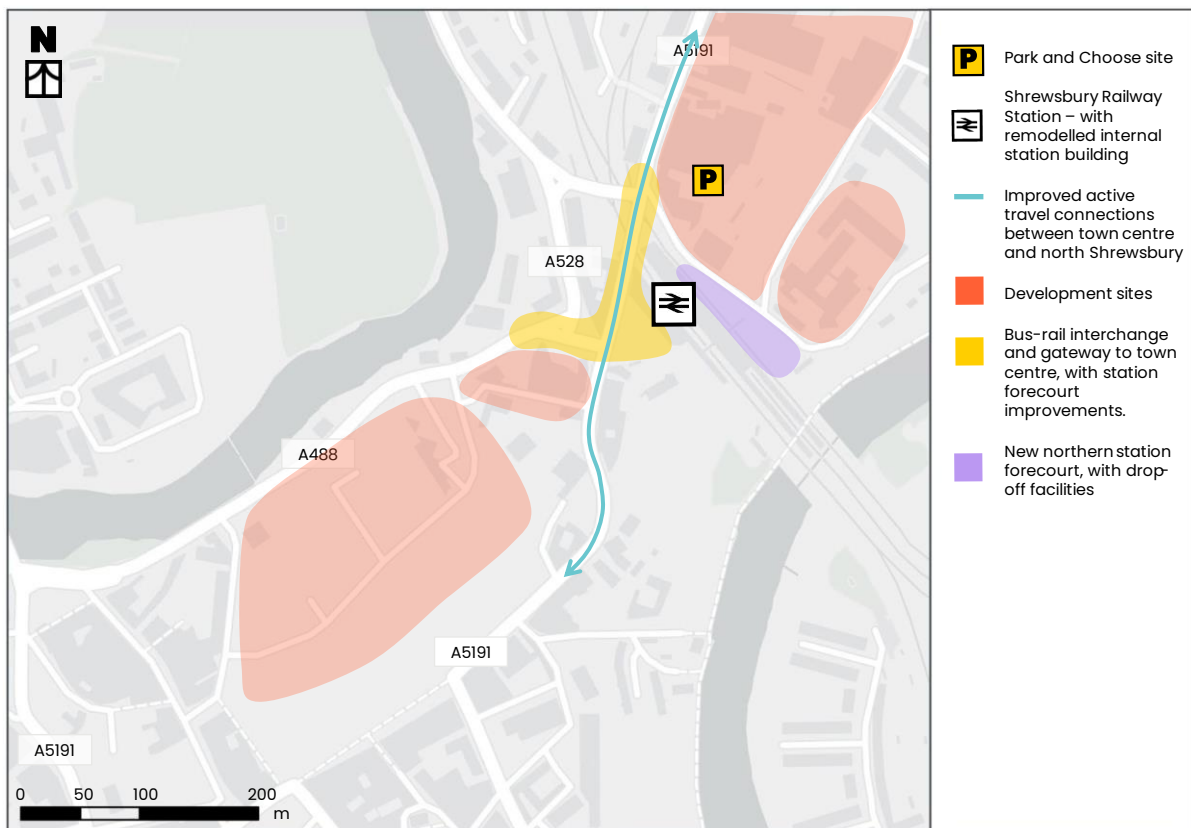 N
A5191
A528
P
A488
A5191
A5191
0 50 100 200
m
P
Park and Choose site
Shrewsbury Railway
Station – with
remodelled internal
station building
Improved active
travel connections
between town centre
and north Shrewsbury
Development sites
Bus-rail interchange
and gateway to town
centre, with station
forecourt
improvements.
New northern station
forecourt, with drop-
off facilities